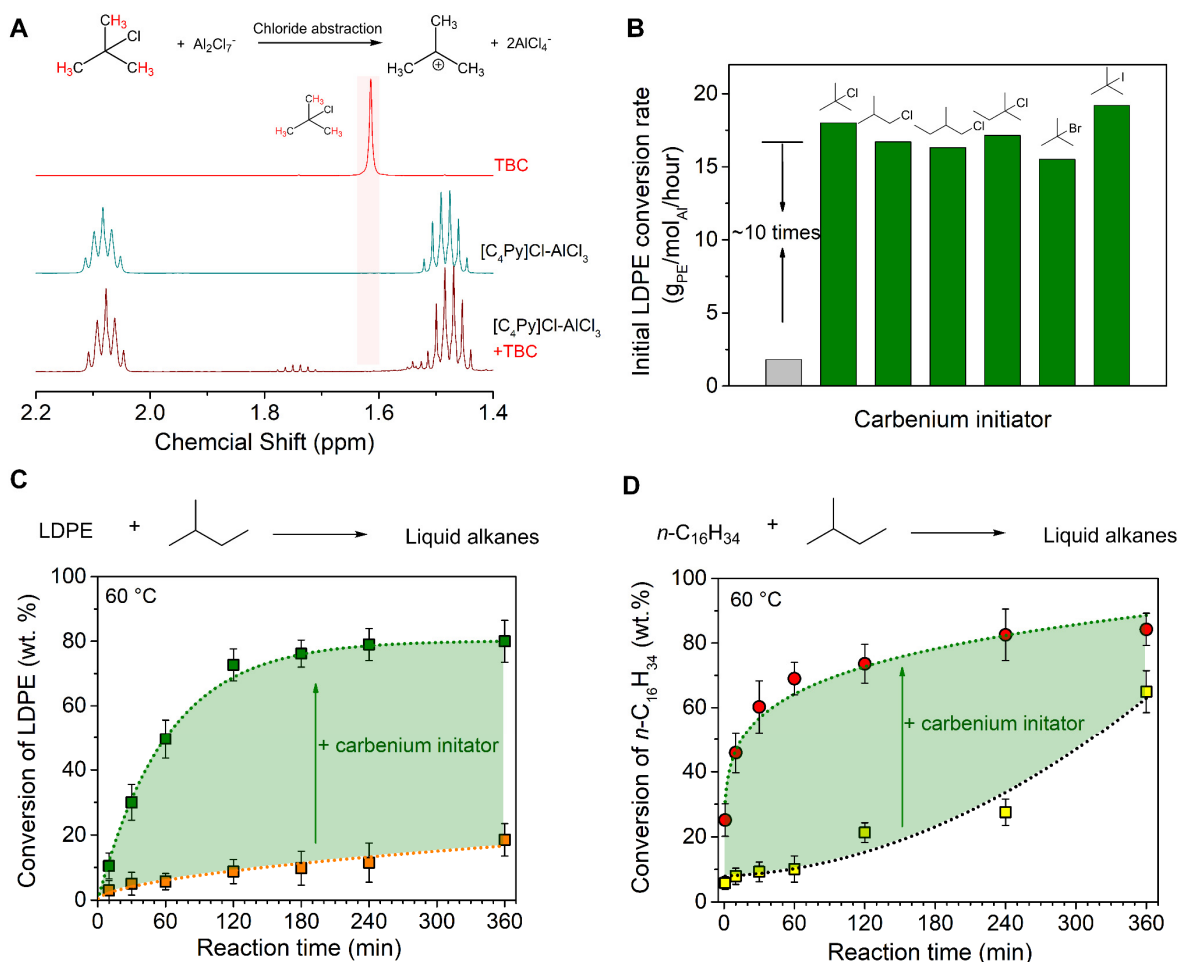 A
CH3
Cl
H3C
CH3
+ Al2Cl7-
Chloride abstraction
CH3
H3C
CH3
+ 2AlCl4-
CH3
Cl
H3C
CH3
TBC
[C4Py]Cl-AlCl3
[C4Py]Cl-AlCl3
+TBC
2.2 2.0 1.8 1.6 1.4
Chemcial Shift (ppm)
B
Initial LDPE conversion rate
(gPE/molAl/hour)
20
15
10
5
0
Cl
Cl
Cl
Cl
Br
I
~10 times
Carbenium initiator
C
LDPE + Liquid alkanes
Conversion of LDPE (wt. %)
100
80
60
40
20
0
60 °C
+ carbenium initator
0 60 120 180 240 300 360
Reaction time (min)
D
n-C16H34 + Liquid alkanes
Conversion of n-C16H34 (wt.%)
100
80
60
40
20
0
60 °C
+ carbenium initator
0 60 120 180 240 300 360
Reaction time (min)